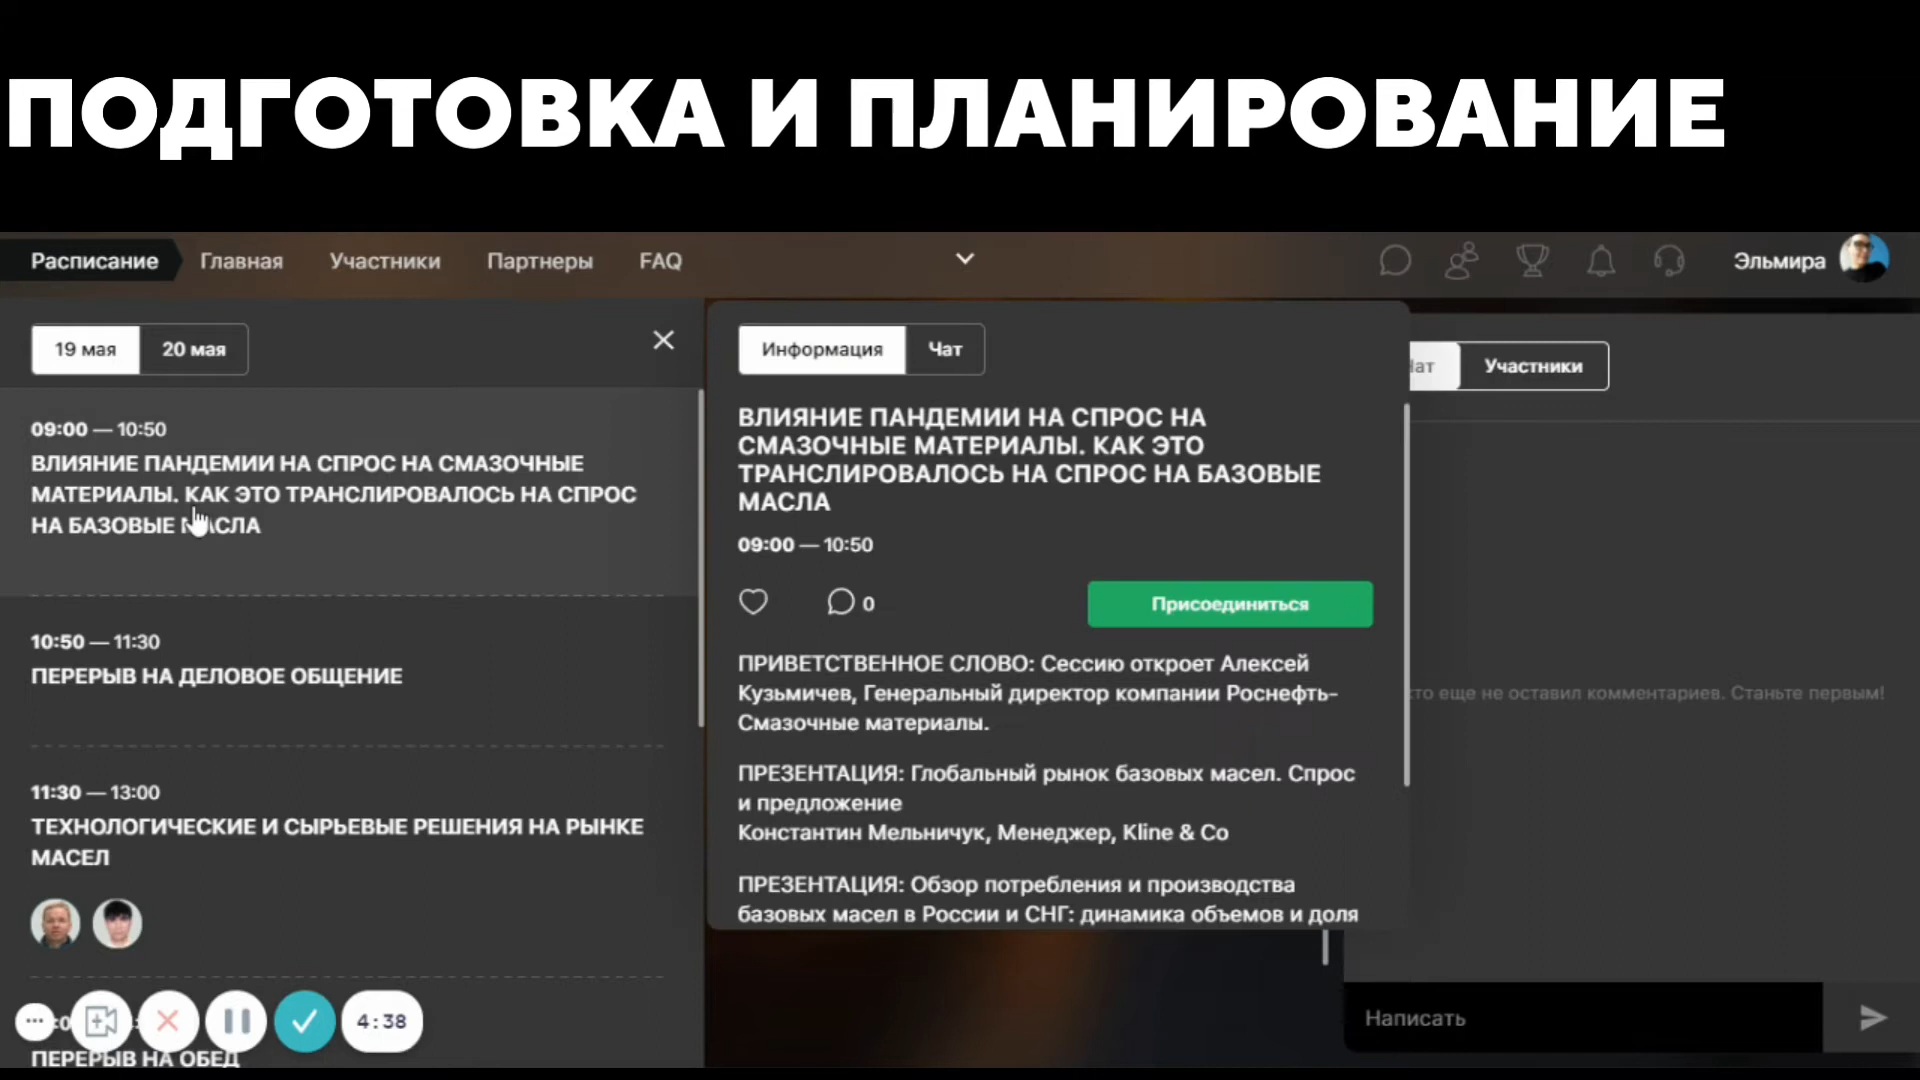 ПОДГОТОВКА И ПЛАНИРОВАНИЕ
Расписание
Главная
Участники
Партнеры
FAQ
Эльмира
19 мая
20 мая
09:00 — 10:50
ВЛИЯНИЕ ПАНДЕМИИ НА СПРОС НА СМАЗОЧНЫЕ
МАТЕРИАЛЫ. КАК ЭТО ТРАНСЛИРОВАЛОСЬ НА СПРОС
НА БАЗОВЫЕ МАСЛА
10:50 — 11:30
ПЕРЕРЫВ НА ДЕЛОВОЕ ОБЩЕНИЕ
11:30 — 13:00
ТЕХНОЛОГИЧЕСКИЕ И СЫРЬЕВЫЕ РЕШЕНИЯ НА РЫНКЕ
МАСЕЛ
4:38
ПЕРЕРЫВ НА ОБЕД
Информация
Чат
ВЛИЯНИЕ ПАНДЕМИИ НА СПРОС НА
СМАЗОЧНЫЕ МАТЕРИАЛЫ. КАК ЭТО
ТРАНСЛИРОВАЛОСЬ НА СПРОС НА БАЗОВЫЕ
МАСЛА
09:00 — 10:50
0
Присоединиться
ПРИВЕТСТВЕННОЕ СЛОВО: Сессию откроет Алексей
Кузьмичев, Генеральный директор компании Роснефть-
Смазочные материалы.
ПРЕЗЕНТАЦИЯ: Глобальный рынок базовых масел. Спрос
и предложение
Константин Мельничук, Менеджер, Kline & Co
ПРЕЗЕНТАЦИЯ: Обзор потребления и производства
базовых масел в России и СНГ: динамика объемов и доля
Участники
еще не оставил комментариев. Станьте первым!
Написать